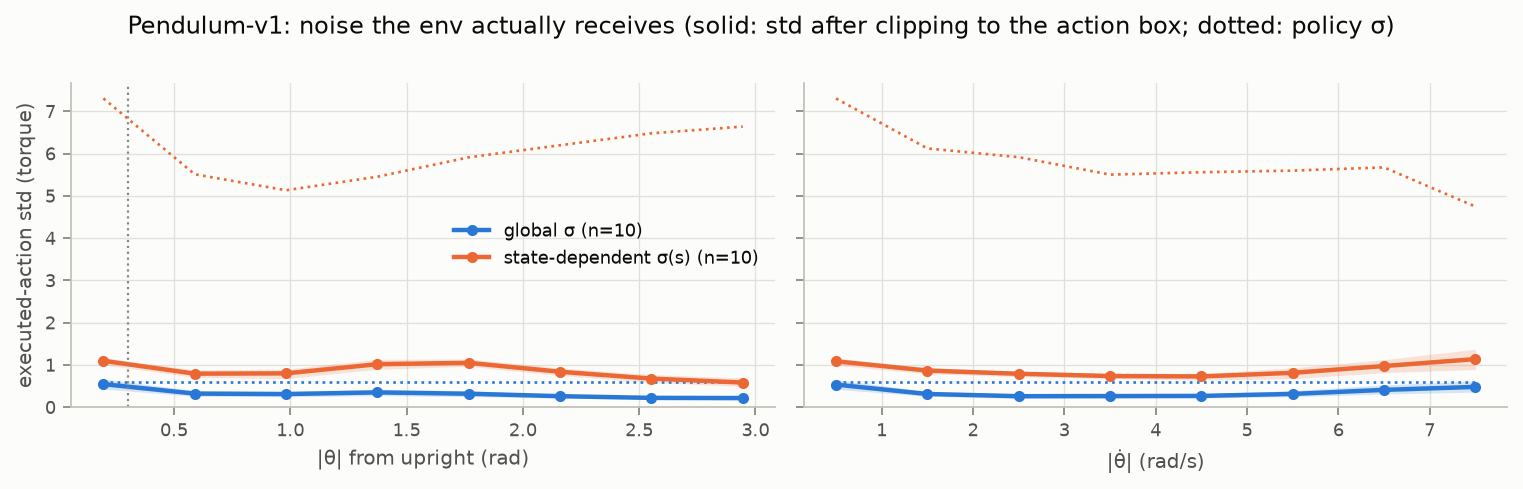 Pendulum-v1: noise the env actually receives (solid: std after clipping to the action box; dotted: policy σ)
executed-action std (torque)
7
6
5
4
3
2
1
0
global σ (n=10)
state-dependent σ(s) (n=10)
0.5 1.0 1.5 2.0 2.5 3.0
|θ| from upright (rad)
1 2 3 4 5 6 7
|θ̇| (rad/s)